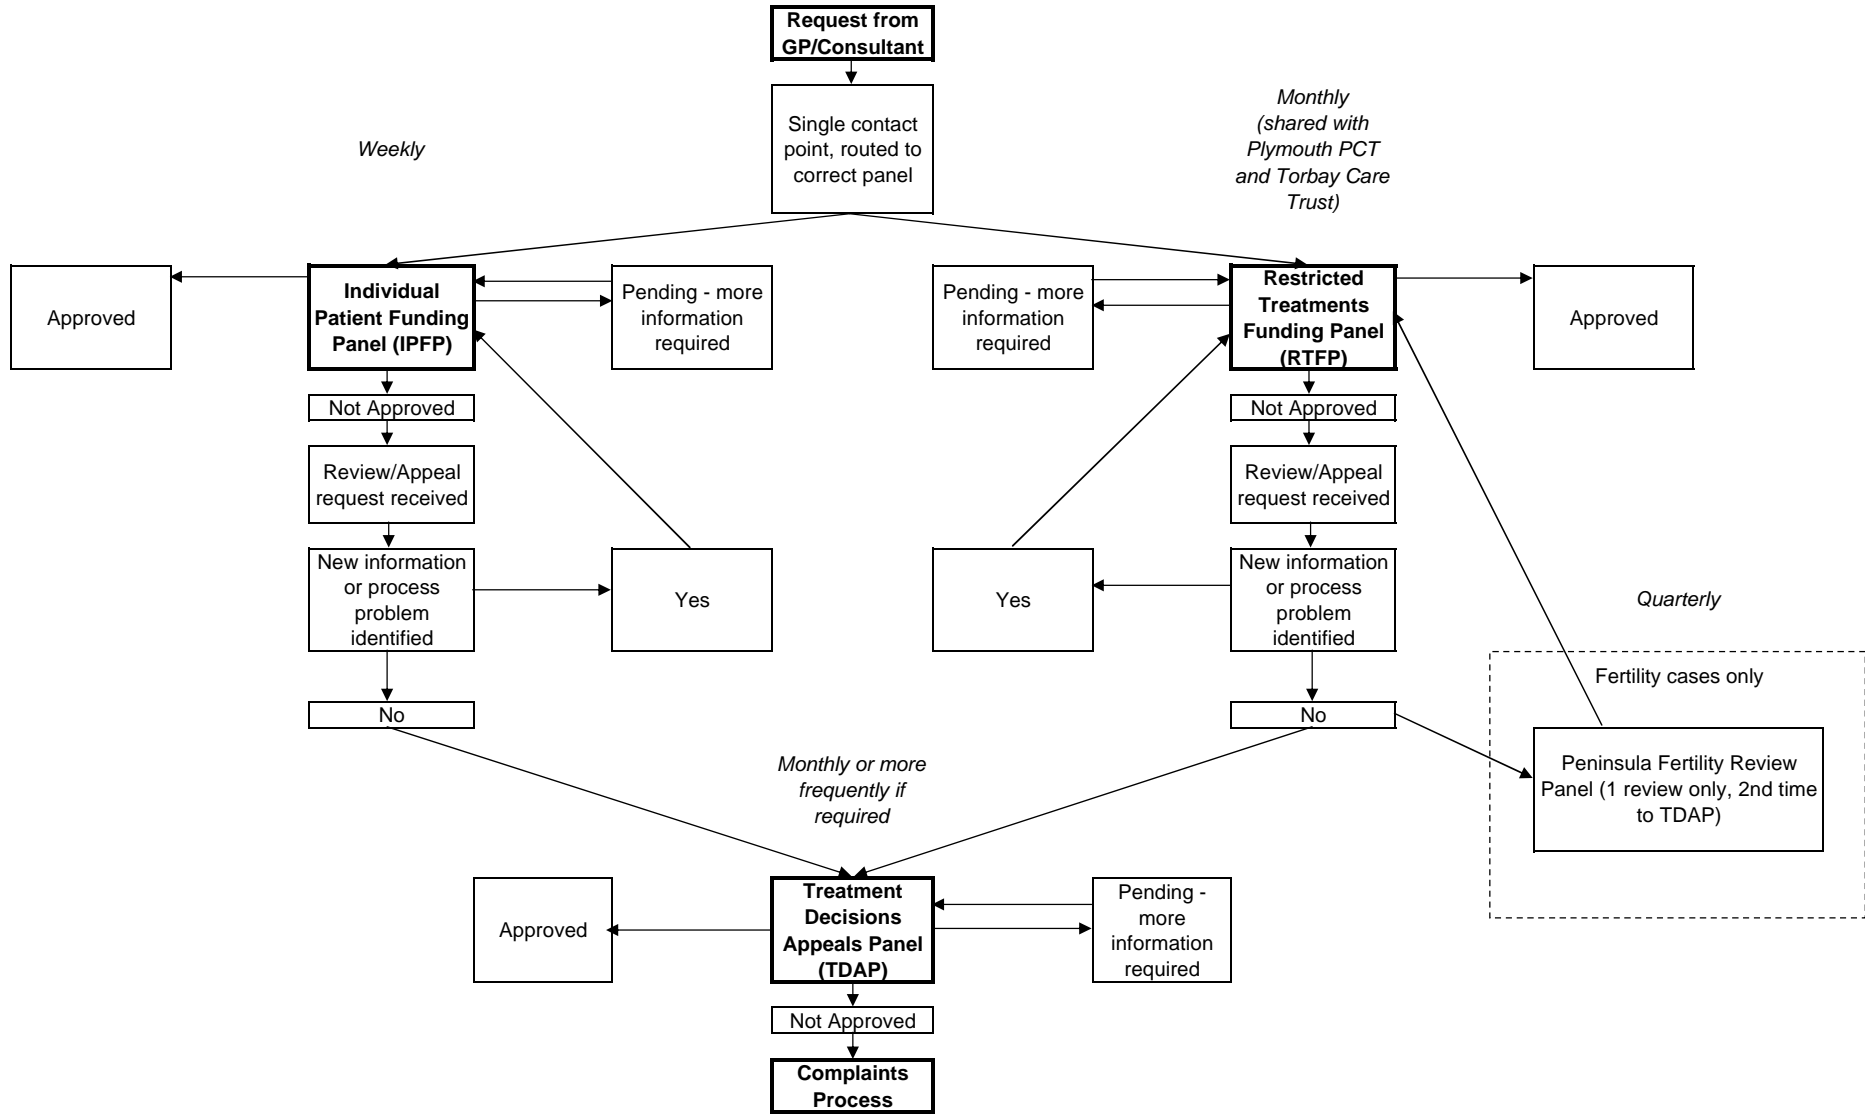 Request from
GP/Consultant
Single contact
point, routed to
correct panel
Weekly
Monthly
(shared with
Plymouth PCT
and Torbay Care
Trust)
Approved
Individual
Patient Funding
Panel (IPFP)
Pending - more
information
required
Pending - more
information
required
Restricted
Treatments
Funding Panel
(RTFP)
Approved
Not Approved
Not Approved
Review/Appeal
request received
Review/Appeal
request received
New information
or process
problem
identified
Yes
Yes
New information
or process
problem
identified
Quarterly
Fertility cases only
No
No
Peninsula Fertility Review
Panel (1 review only, 2nd time
to TDAP)
Monthly or more
frequently if
required
Approved
Treatment
Decisions
Appeals Panel
(TDAP)
Pending -
more
information
required
Not Approved
Complaints
Process